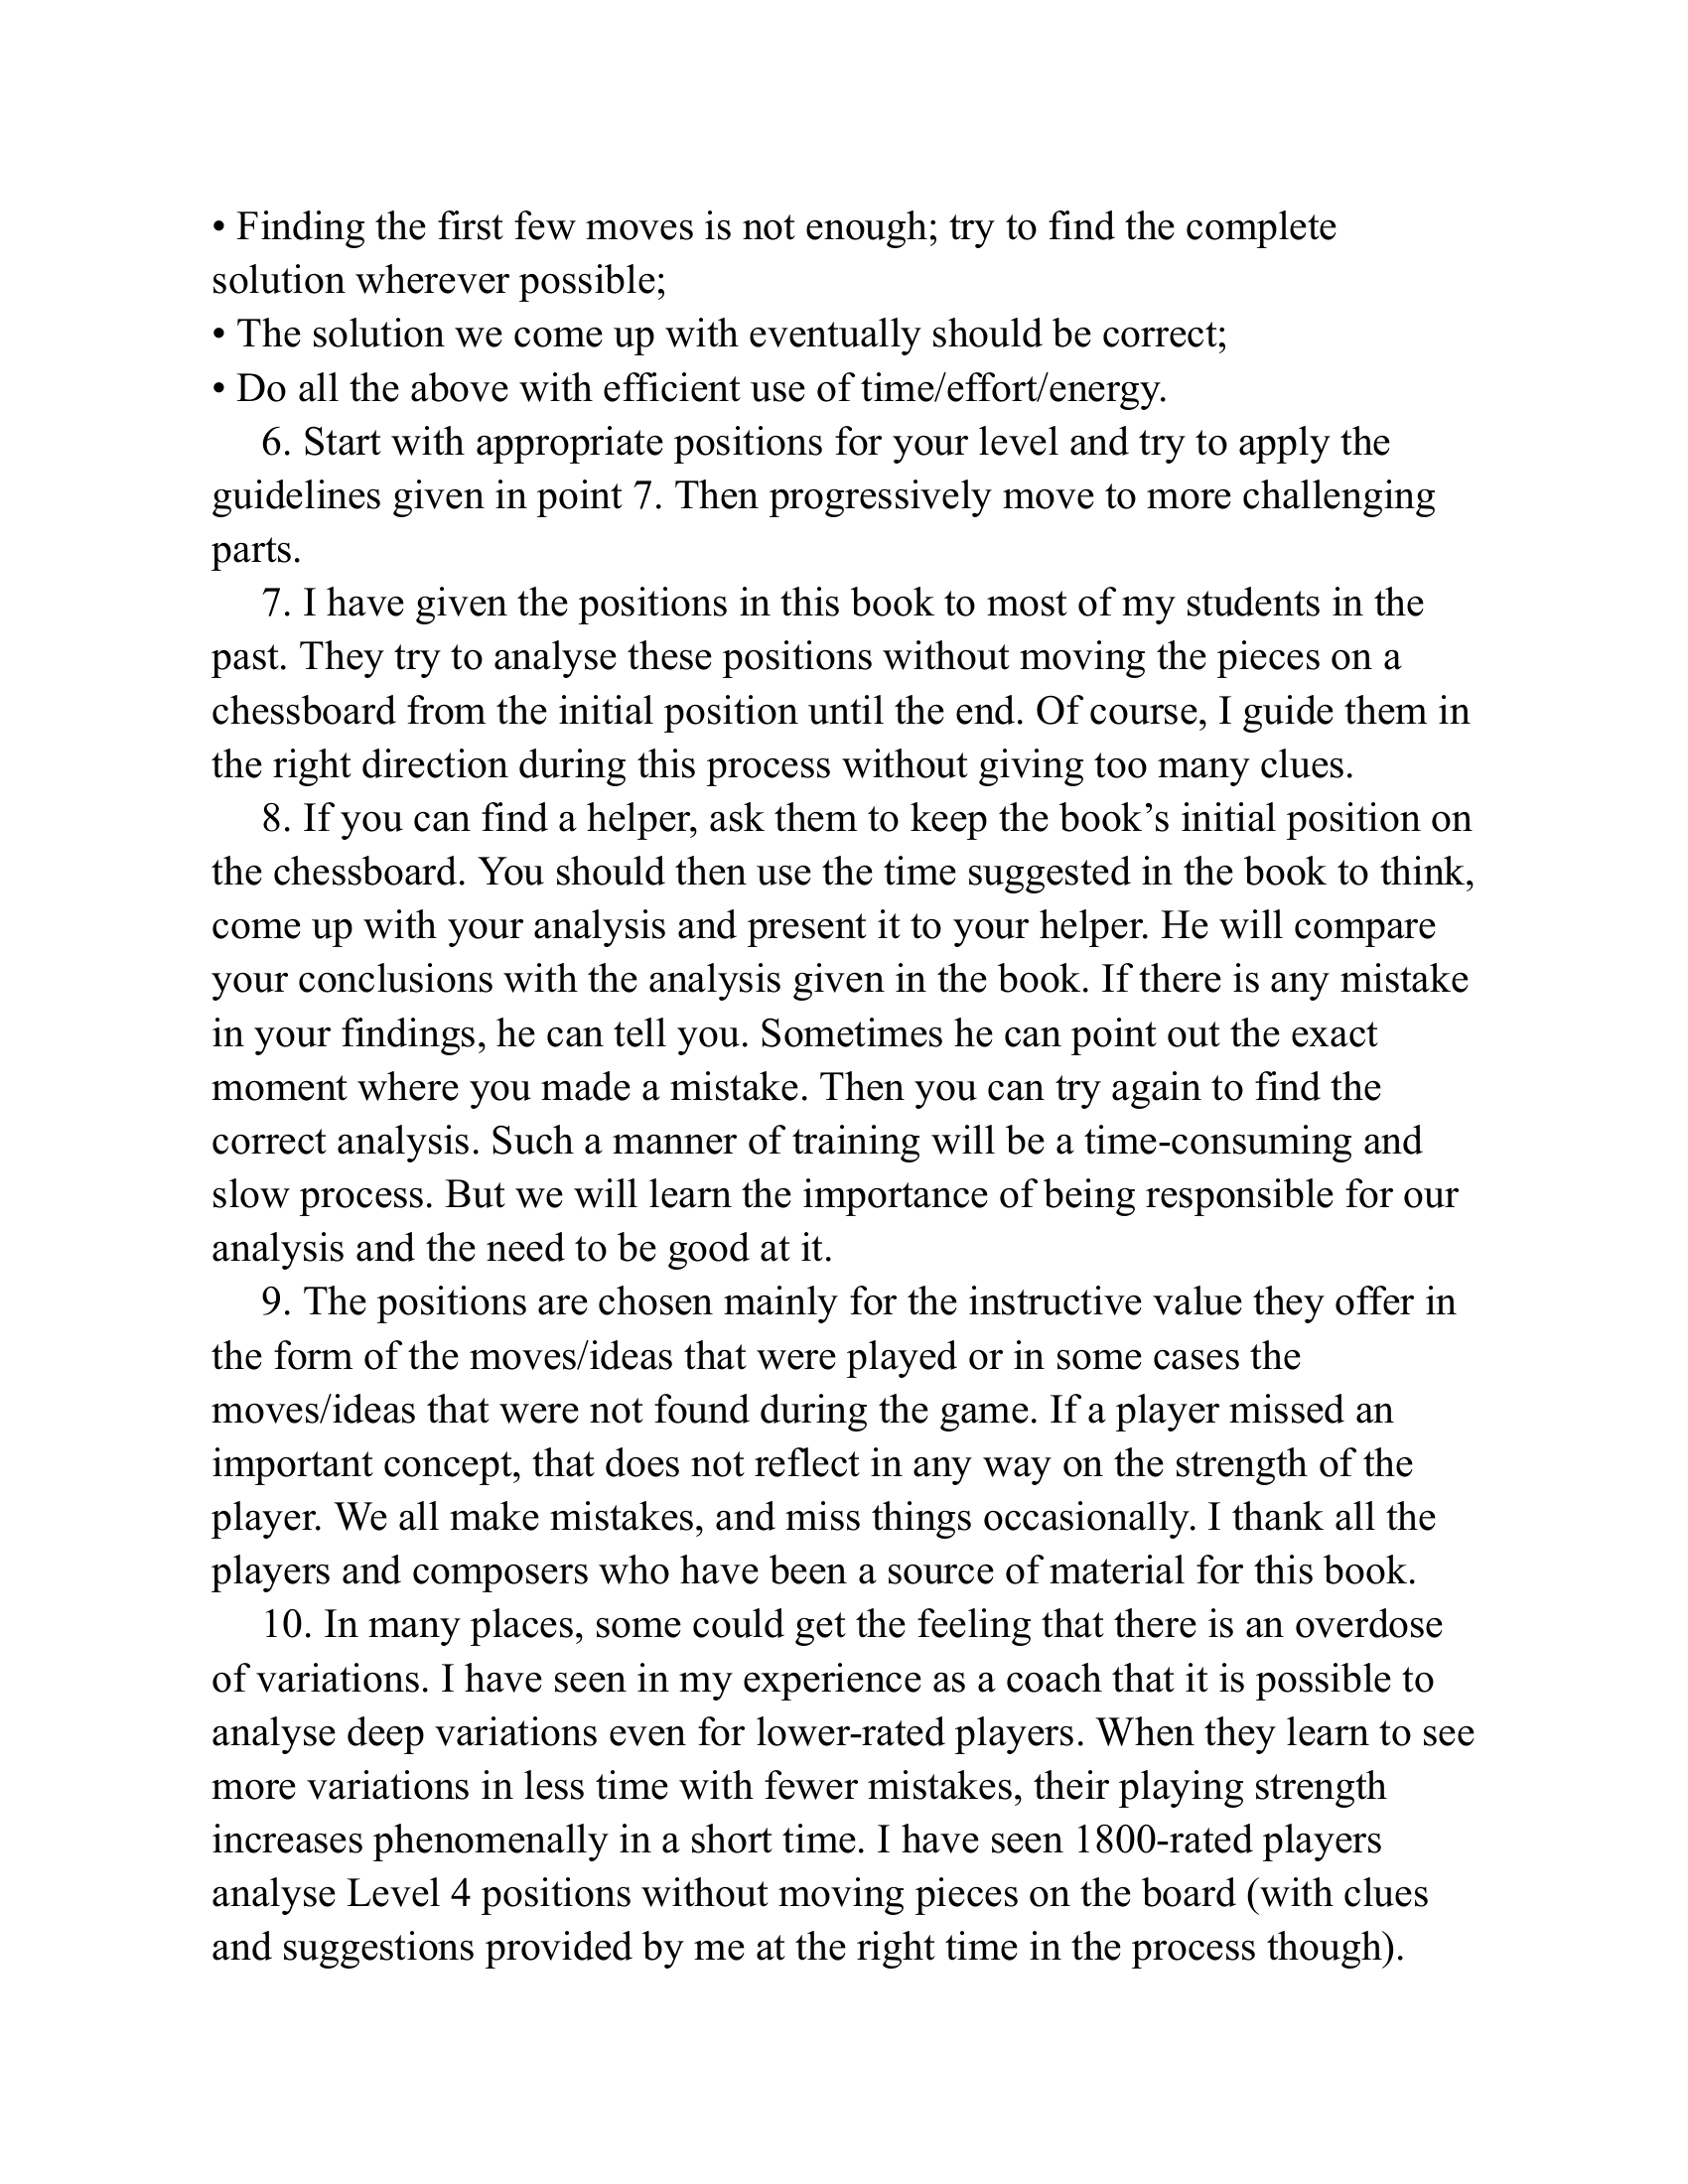 • Finding the first few moves is not enough; try to find the complete
solution wherever possible;
• The solution we come up with eventually should be correct;
• Do all the above with efficient use of time/effort/energy.
6. Start with appropriate positions for your level and try to apply the
guidelines given in point 7. Then progressively move to more challenging
parts.
7. I have given the positions in this book to most of my students in the
past. They try to analyse these positions without moving the pieces on a
chessboard from the initial position until the end. Of course, I guide them in
the right direction during this process without giving too many clues.
8. If you can find a helper, ask them to keep the book’s initial position on
the chessboard. You should then use the time suggested in the book to think,
come up with your analysis and present it to your helper. He will compare
your conclusions with the analysis given in the book. If there is any mistake
in your findings, he can tell you. Sometimes he can point out the exact
moment where you made a mistake. Then you can try again to find the
correct analysis. Such a manner of training will be a time-consuming and
slow process. But we will learn the importance of being responsible for our
analysis and the need to be good at it.
9. The positions are chosen mainly for the instructive value they offer in
the form of the moves/ideas that were played or in some cases the
moves/ideas that were not found during the game. If a player missed an
important concept, that does not reflect in any way on the strength of the
player. We all make mistakes, and miss things occasionally. I thank all the
players and composers who have been a source of material for this book.
10. In many places, some could get the feeling that there is an overdose
of variations. I have seen in my experience as a coach that it is possible to
analyse deep variations even for lower-rated players. When they learn to see
more variations in less time with fewer mistakes, their playing strength
increases phenomenally in a short time. I have seen 1800-rated players
analyse Level 4 positions without moving pieces on the board (with clues
and suggestions provided by me at the right time in the process though).